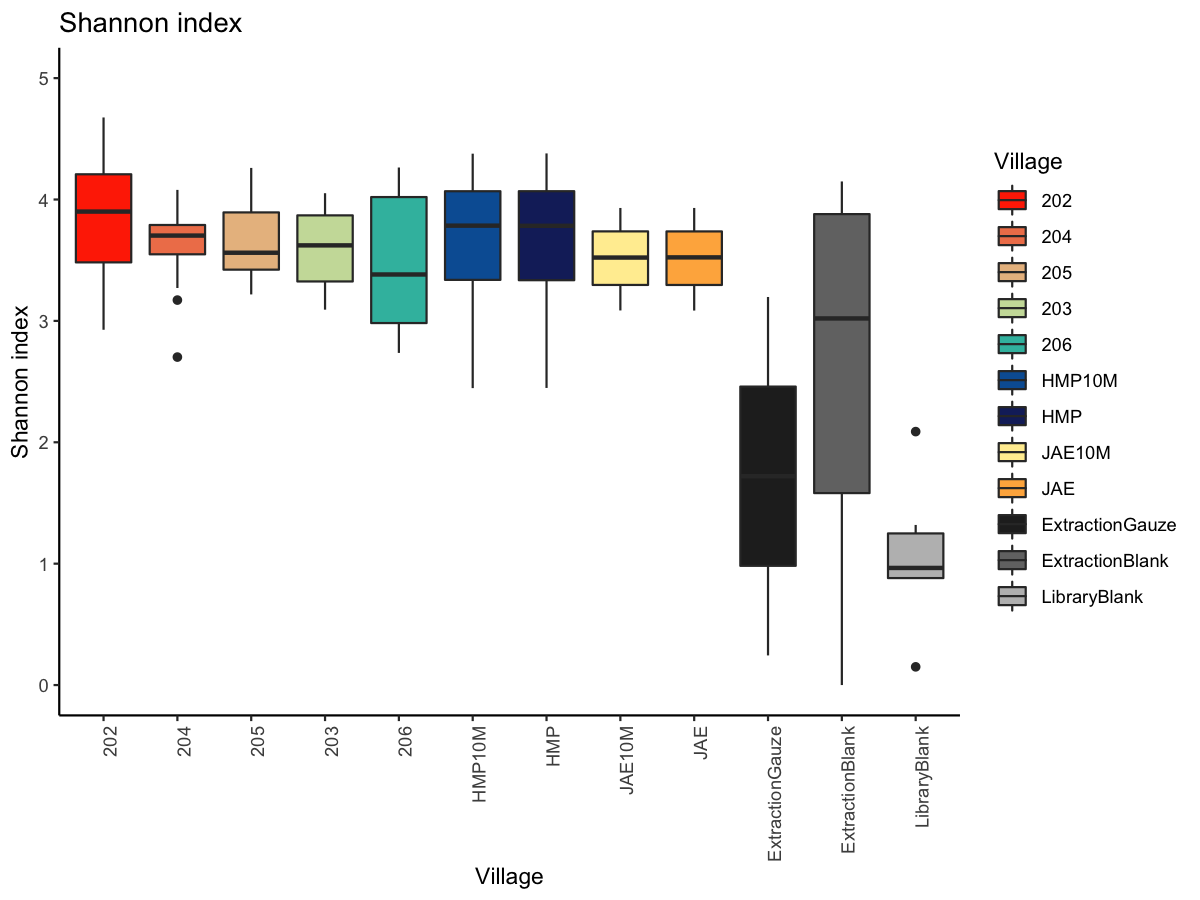 Shannon index
5
4
3
2
1
0
Shannon index
202
204
205
203
206
HMP10M
HMP
JAE10M
JAE
ExtractionGauze
ExtractionBlank
LibraryBlank
Village
Village
202
204
205
203
206
HMP10M
HMP
JAE10M
JAE
ExtractionGauze
ExtractionBlank
LibraryBlank